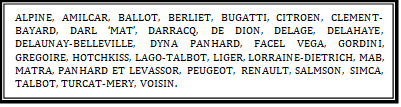 ALPINE, AMILCAR, BALLOT, BERLIET, BUGATTI, CITROEN, CLEMENT-
BAYARD, DARL 'MAT', DARRACQ, DE DION, DELAGE, DELAHAYE,
DELAUNAY-BELLEVILLE, DYNA PANHARD, FACEL VEGA, GORDINI,
GREGOIRE, HOTCHKISS, LAGO-TALBOT, LIGER, LORRAINE-DIETRICH, MAB,
MATRA, PANHARD ET LEVASSOR, PEUGEOT, RENAULT, SALMSON, SIMCA,
TALBOT, TURCAT-MERY, VOISIN.